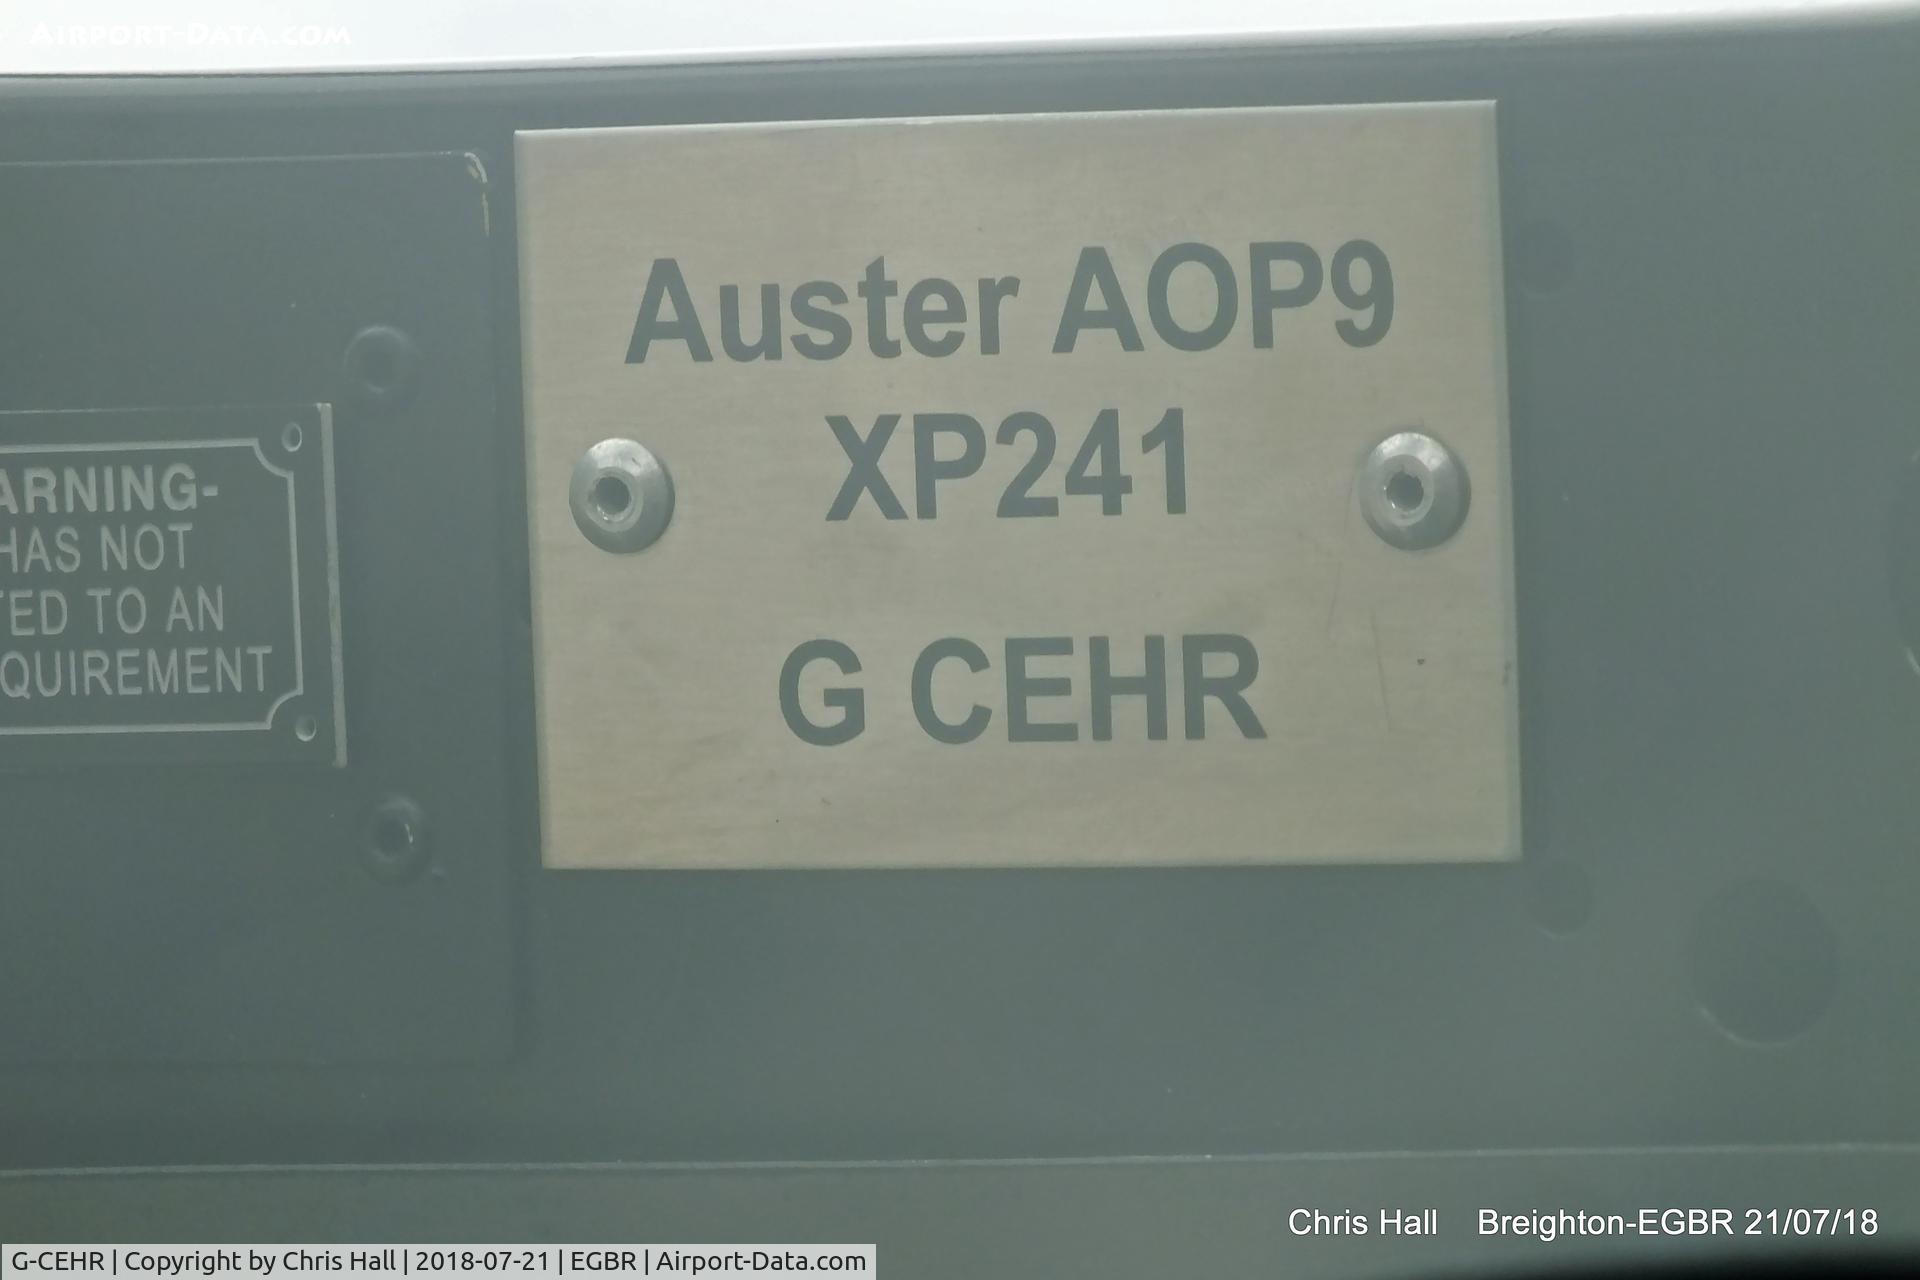 AIRPORT-DATA.COM
Auster AOP9
XP241
G CEHR
ARNING-
HAS NOT
TED TO AN
QUIREMENT
Chris Hall Breighton-EGBR 21/07/18
G-CEHR | Copyright by Chris Hall | 2018-07-21 | EGBR | Airport-Data.com